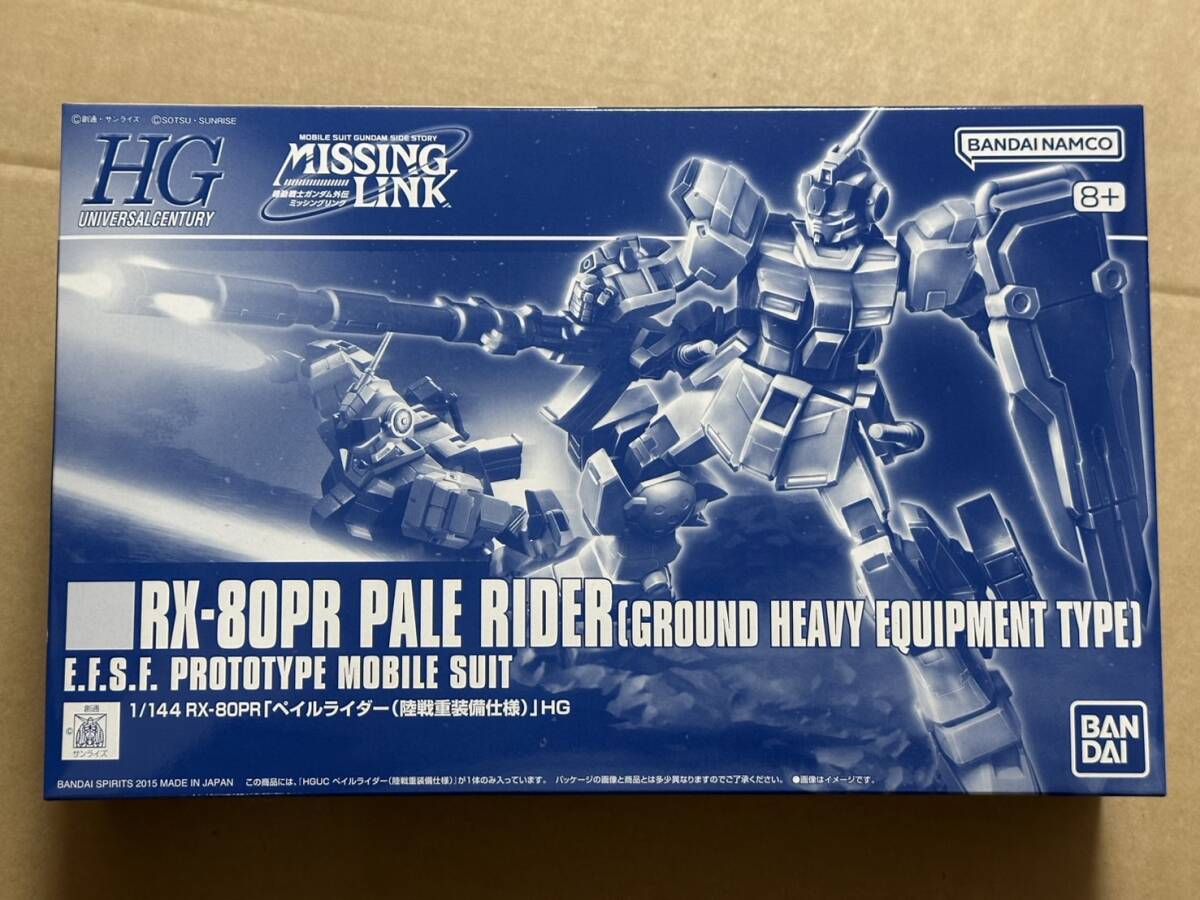 ©創通・サンライズ ©SOTSU・SUNRISE
HG
UNIVERSAL CENTURY
MOBILE SUIT GUNDAM SIDE STORY
MISSING
LINK
機動戦士ガンダム外伝
ミッシングリンク
BANDAI NAMCO
8+
RX-80PR PALE RIDER (GROUND HEAVY EQUIPMENT TYPE)
E.F.S.F. PROTOTYPE MOBILE SUIT
1/144 RX-80PR「ペイルライダー(陸戦重装備仕様)」HG
創通
©
サンライズ
BAN
DAI
BANDAI SPIRITS 2015 MADE IN JAPAN この商品には、「HGUC ペイルライダー(陸戦重装備仕様)」が1体のみ入っています。 パッケージの画像と商品とは多少異なりますのでご了承ください。 ●画像はイメージです。